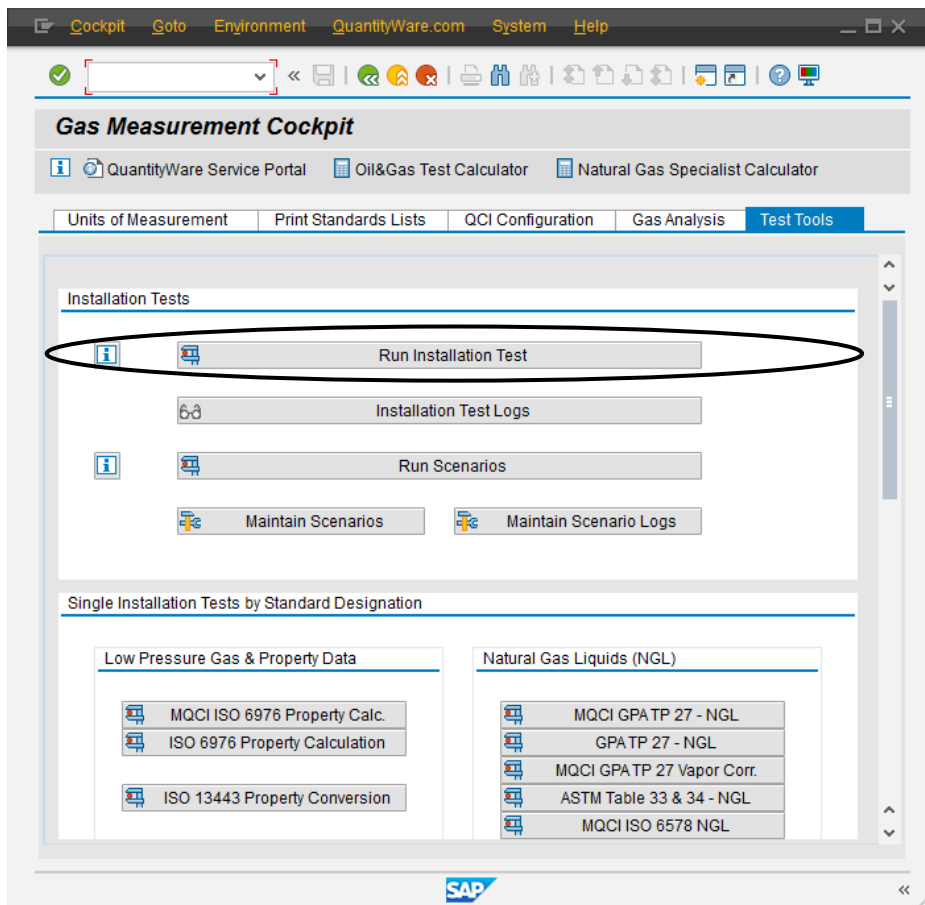 Cockpit Goto Environment QuantityWare.com System Help
Gas Measurement Cockpit
QuantityWare Service Portal Oil&Gas Test Calculator Natural Gas Specialist Calculator
Units of Measurement Print Standards Lists QCI Configuration Gas Analysis Test Tools
Installation Tests
Run Installation Test
Installation Test Logs
Run Scenarios
Maintain Scenarios Maintain Scenario Logs
Single Installation Tests by Standard Designation
Low Pressure Gas & Property Data Natural Gas Liquids (NGL)
MQCI ISO 6976 Property Calc. MQCI GPA TP 27 - NGL
ISO 6976 Property Calculation GPA TP 27 - NGL
MQCI GPA TP 27 Vapor Corr.
ISO 13443 Property Conversion ASTM Table 33 & 34 - NGL
MQCI ISO 6578 NGL
SAP